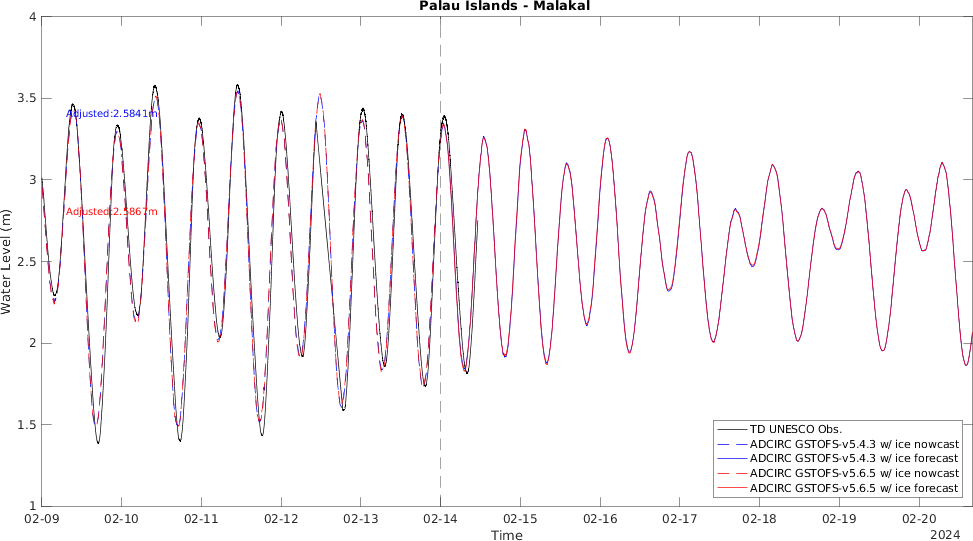 Palau Islands - Malakal
Water Level (m)
4
3.5
3
2.5
2
1.5
1
Adjusted:2.5841m
Adjusted:2.5867m
TD UNESCO Obs.
ADCIRC GSTOFS-v5.4.3 w/ ice nowcast
ADCIRC GSTOFS-v5.4.3 w/ ice forecast
ADCIRC GSTOFS-v5.6.5 w/ ice nowcast
ADCIRC GSTOFS-v5.6.5 w/ ice forecast
02-09 02-10 02-11 02-12 02-13 02-14 02-15 02-16 02-17 02-18 02-19 02-20
Time
2024